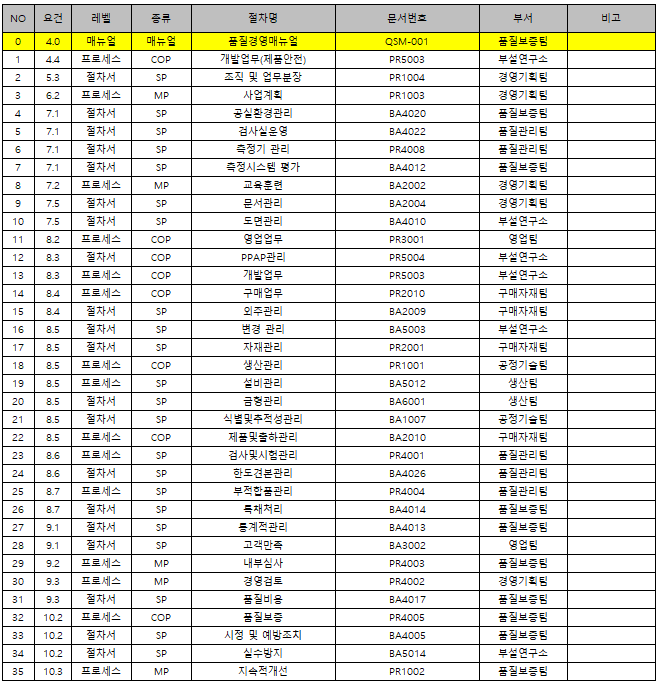 NO 요건 레벨 종류 절차명 문서번호 부서 비고
0 4.0 매뉴얼 매뉴얼 품질경영매뉴얼 QSM-001 품질보증팀
1 4.4 프로세스 COP 개발업무(제품안전) PR5003 부설연구소
2 5.3 절차서 SP 조직 및 업무분장 PR1004 경영기획팀
3 6.2 프로세스 MP 사업계획 PR1003 경영기획팀
4 7.1 절차서 SP 공실환경관리 BA4020 품질보증팀
5 7.1 절차서 SP 검사실운영 BA4022 품질관리팀
6 7.1 절차서 SP 측정기 관리 PR4008 품질관리팀
7 7.1 절차서 SP 측정시스템 평가 BA4012 품질보증팀
8 7.2 프로세스 MP 교육훈련 BA2002 경영기획팀
9 7.5 절차서 SP 문서관리 BA2004 경영기획팀
10 7.5 절차서 SP 도면관리 BA4010 부설연구소
11 8.2 프로세스 COP 영업업무 PR3001 영업팀
12 8.3 절차서 COP PPAP관리 PR5004 부설연구소
13 8.3 프로세스 COP 개발업무 PR5003 부설연구소
14 8.4 프로세스 COP 구매업무 PR2010 구매자재팀
15 8.4 절차서 SP 외주관리 BA2009 구매자재팀
16 8.5 절차서 SP 변경 관리 BA5003 부설연구소
17 8.5 절차서 SP 자재관리 PR2001 구매자재팀
18 8.5 프로세스 COP 생산관리 PR1001 공정기술팀
19 8.5 프로세스 SP 설비관리 BA5012 생산팀
20 8.5 절차서 SP 금형관리 BA6001 생산팀
21 8.5 절차서 SP 식별및추적성관리 BA1007 공정기술팀
22 8.5 프로세스 COP 제품및출하관리 BA2010 구매자재팀
23 8.6 프로세스 SP 검사및시험관리 PR4001 품질관리팀
24 8.6 절차서 SP 한도견본관리 BA4026 품질관리팀
25 8.7 프로세스 SP 부적합품관리 PR4004 품질관리팀
26 8.7 절차서 SP 특채처리 BA4014 품질보증팀
27 9.1 절차서 SP 통계적관리 BA4013 품질보증팀
28 9.1 절차서 SP 고객만족 BA3002 영업팀
29 9.2 프로세스 MP 내부심사 PR4003 품질보증팀
30 9.3 프로세스 MP 경영검토 PR4002 경영기획팀
31 9.3 절차서 SP 품질비용 BA4017 품질보증팀
32 10.2 프로세스 COP 품질보증 PR4005 품질보증팀
33 10.2 절차서 SP 시정 및 예방조치 BA4005 품질보증팀
34 10.2 절차서 SP 실수방지 BA5014 부설연구소
35 10.3 프로세스 MP 지속적개선 PR1002 품질보증팀